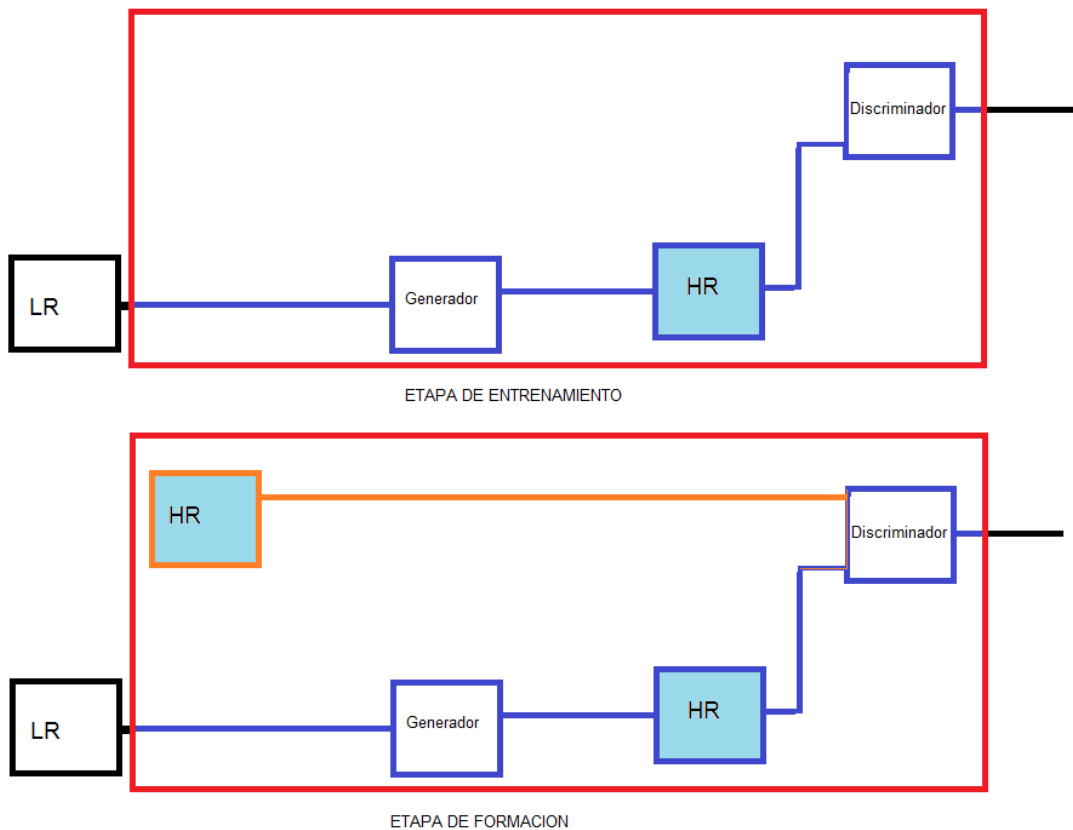 Discriminador
LR
Generador
HR
ETAPA DE ENTRENAMIENTO
HR
Discriminador
LR
Generador
HR
ETAPA DE FORMACION